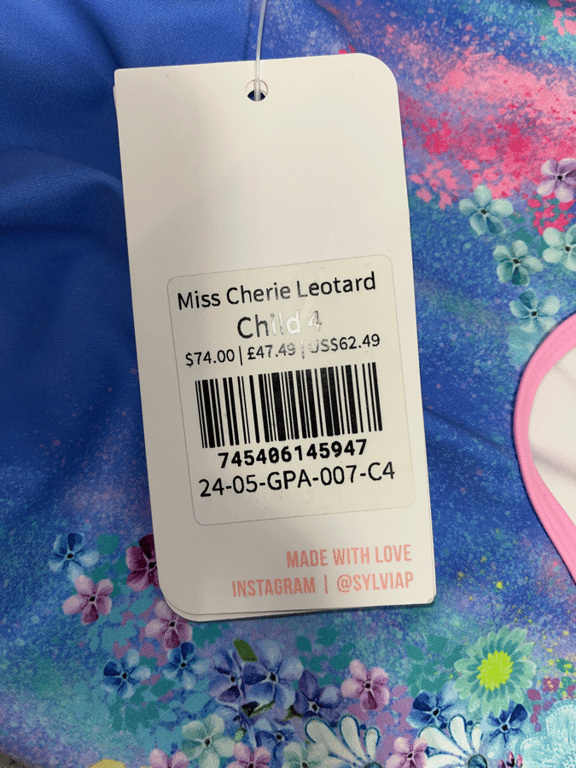 Miss Cherie Leotard
Child 4
$74.00 | £47.49 | US$62.49
745406145947
24-05-GPA-007-C4
MADE WITH LOVE
INSTAGRAM | @SYLVIAP